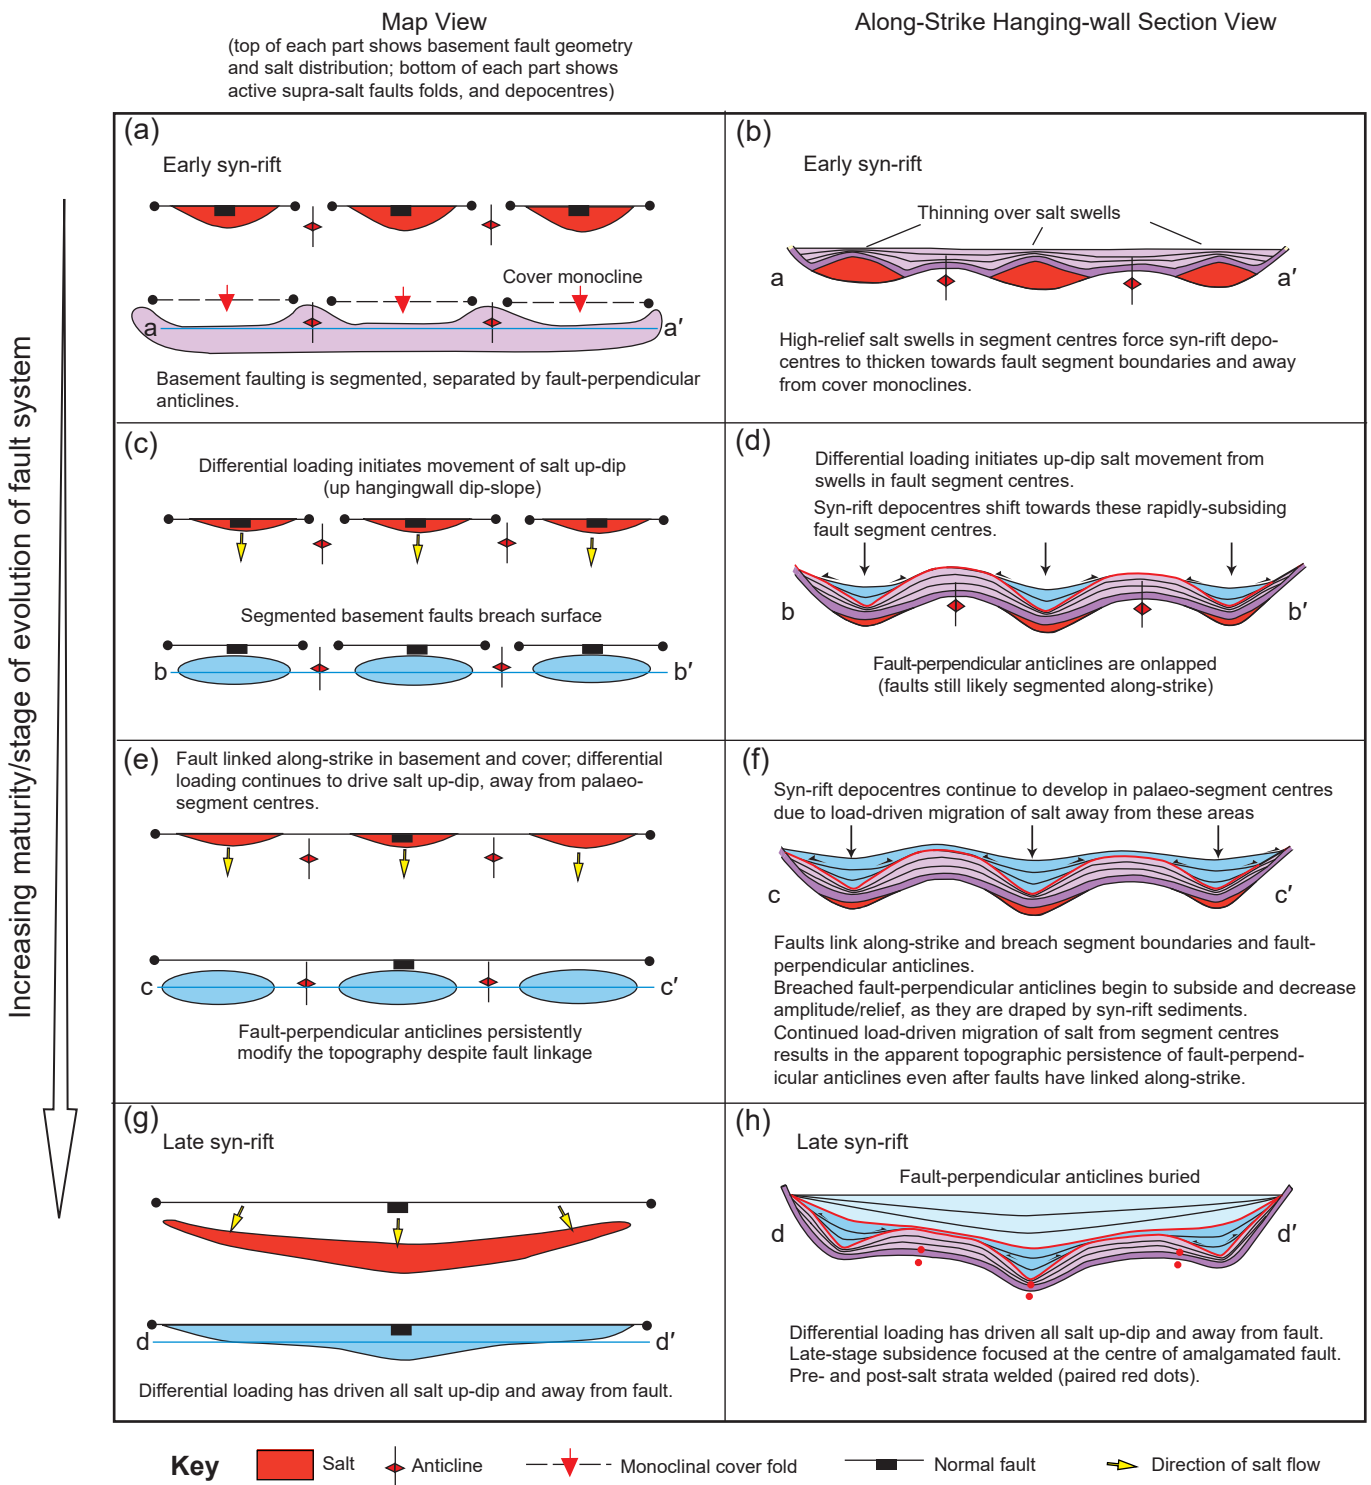 Map View
(top of each part shows basement fault geometry
and salt distribution; bottom of each part shows
active supra-salt faults folds, and depocentres)
Along-Strike Hanging-wall Section View
Increasing maturity/stage of evolution of fault system
(a)
Early syn-rift
Cover monocline
a
a′
Basement faulting is segmented, separated by fault-perpendicular
anticlines.
(b)
Early syn-rift
Thinning over salt swells
a
a′
High-relief salt swells in segment centres force syn-rift depo-
centres to thicken towards fault segment boundaries and away
from cover monoclines.
(c)
Differential loading initiates movement of salt up-dip
(up hangingwall dip-slope)
Segmented basement faults breach surface
b
b′
(d)
Differential loading initiates up-dip salt movement from
swells in fault segment centres.
Syn-rift depocentres shift towards these rapidly-subsiding
fault segment centres.
b
b′
Fault-perpendicular anticlines are onlapped
(faults still likely segmented along-strike)
(e)
Fault linked along-strike in basement and cover; differential
loading continues to drive salt up-dip, away from palaeo-
segment centres.
c
c′
Fault-perpendicular anticlines persistently
modify the topography despite fault linkage
(f)
Syn-rift depocentres continue to develop in palaeo-segment centres
due to load-driven migration of salt away from these areas
c
c′
Faults link along-strike and breach segment boundaries and fault-
perpendicular anticlines.
Breached fault-perpendicular anticlines begin to subside and decrease
amplitude/relief, as they are draped by syn-rift sediments.
Continued load-driven migration of salt from segment centres
results in the apparent topographic persistence of fault-perpend-
icular anticlines even after faults have linked along-strike.
(g)
Late syn-rift
d
d′
Differential loading has driven all salt up-dip and away from fault.
(h)
Late syn-rift
Fault-perpendicular anticlines buried
d
d′
Differential loading has driven all salt up-dip and away from fault.
Late-stage subsidence focused at the centre of amalgamated fault.
Pre- and post-salt strata welded (paired red dots).
Key
Salt
Anticline
Monoclinal cover fold
Normal fault
Direction of salt flow